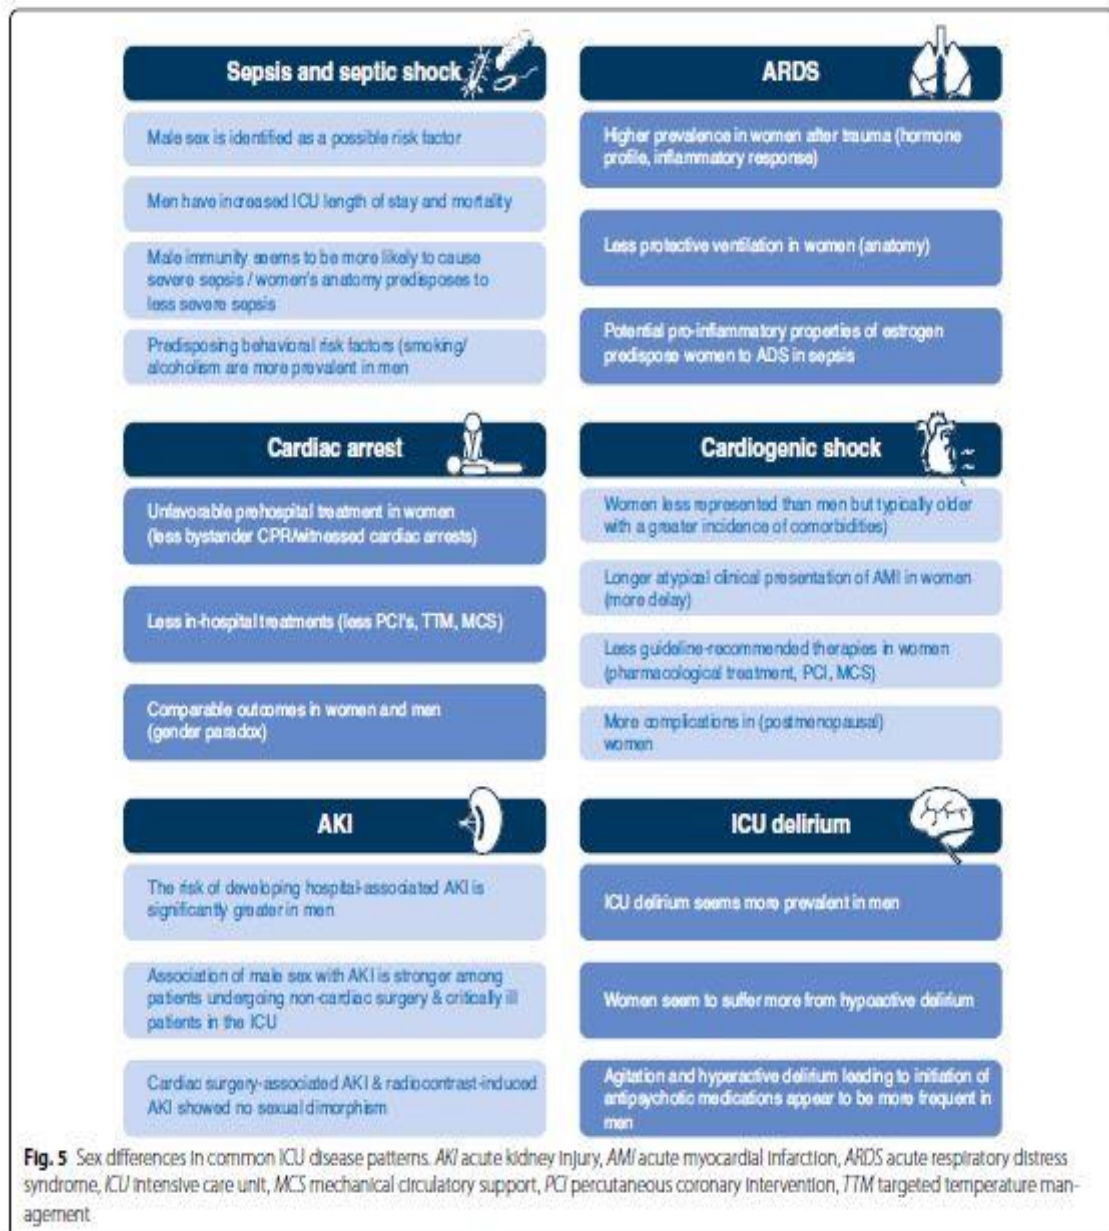 Sepsis and septic shock
Male sex is identified as a possible risk factor
Men have increased ICU length of stay and mortality
Male immunity seems to be more likely to cause
severe sepsis / women's anatomy predisposes to
less severe sepsis
Predisposing behavioral risk factors (smoking/
alcoholism are more prevalent in men
ARDS
Higher prevalence in women after trauma (hormone
profile, inflammatory response)
Less protective ventilation in women (anatomy)
Potential pro-inflammatory properties of estrogen
predispose women to ADS in sepsis
Cardiac arrest
Unfavorable prehospital treatment in women
(less bystander CPR/witnessed cardiac arrests)
Less in-hospital treatments (less PCI's, TTM, MCS)
Comparable outcomes in women and men
(gender paradox)
Cardiogenic shock
Women less represented than men but typically older
with a greater incidence of comorbidities)
Longer atypical clinical presentation of AMI in women
(more delay)
Less guideline-recommended therapies in women
(pharmacological treatment, PCI, MCS)
More complications in (postmenopausal)
women
AKI
The risk of developing hospital-associated AKI is
significantly greater in men
Association of male sex with AKI is stronger among
patients undergoing non-cardiac surgery & critically ill
patients in the ICU
Cardiac surgery-associated AKI & radiocontrast-induced
AKI showed no sexual dimorphism
ICU delirium
ICU delirium seems more prevalent in men
Women seem to suffer more from hypoactive delirium
Agitation and hyperactive delirium leading to initiation of
antipsychotic medications appear to be more frequent in
men
Fig. 5 Sex differences in common ICU disease patterns. AKI acute kidney injury, AMI acute myocardial infarction, ARDS acute respiratory distress
syndrome, ICU intensive care unit, MCS mechanical circulatory support, PCI percutaneous coronary intervention, TTM targeted temperature man-
agement